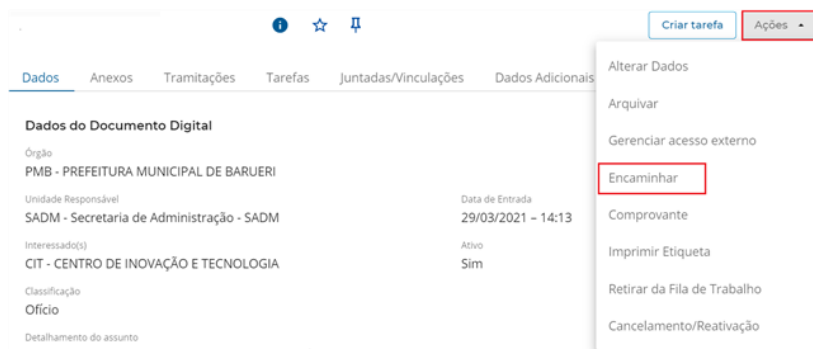 Criar tarefa
Ações
Dados
Anexos
Tramitações
Tarefas
Juntadas/Vinculações
Dados Adicionais
Alterar Dados
Arquivar
Gerenciar acesso externo
Encaminhar
Comprovante
Imprimir Etiqueta
Retirar da Fila de Trabalho
Cancelamento/Reativação
Dados do Documento Digital
Órgão
PMB - PREFEITURA MUNICIPAL DE BARUERI
Unidade Responsável
SADM - Secretaria de Administração - SADM
Data de Entrada
29/03/2021 – 14:13
Interessado(s)
CIT - CENTRO DE INOVAÇÃO E TECNOLOGIA
Ativo
Sim
Classificação
Ofício
Detalhamento do assunto